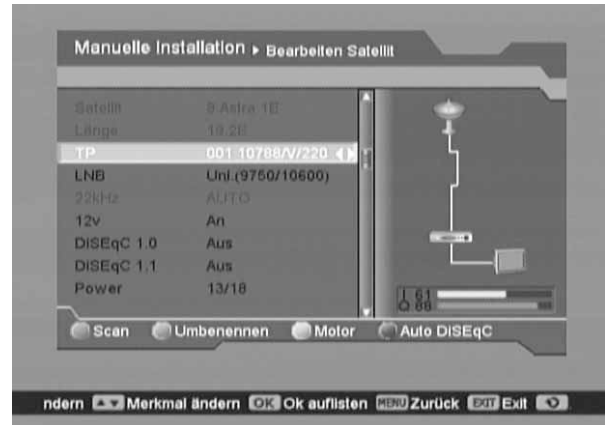 Manuelle Installation ▸ Bearbeiten Satellit
Satellit 9 Astra 1E
Länge 19.2E
TP 001 10788/V/220
LNB Uni.(9750/10600)
22kHz AUTO
12v An
DiSEqC 1.0 Aus
DiSEqC 1.1 Aus
Power 13/18
I 61
Q 88
Scan Umbenennen Motor Auto DiSEqC
ndern ▲▼ Merkmal ändern OK Ok auflisten MENU Zurück EXIT Exit